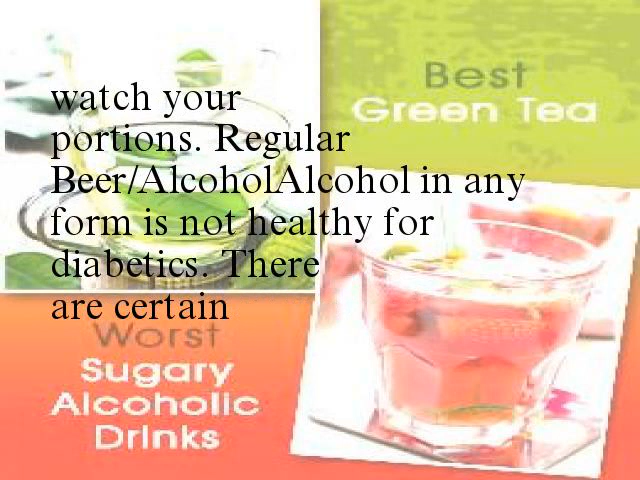 Best
Green Tea
watch your
portions. Regular
Beer/AlcoholAlcohol in any
form is not healthy for
diabetics. There
are certain
Worst
Sugary
Alcoholic
Drinks